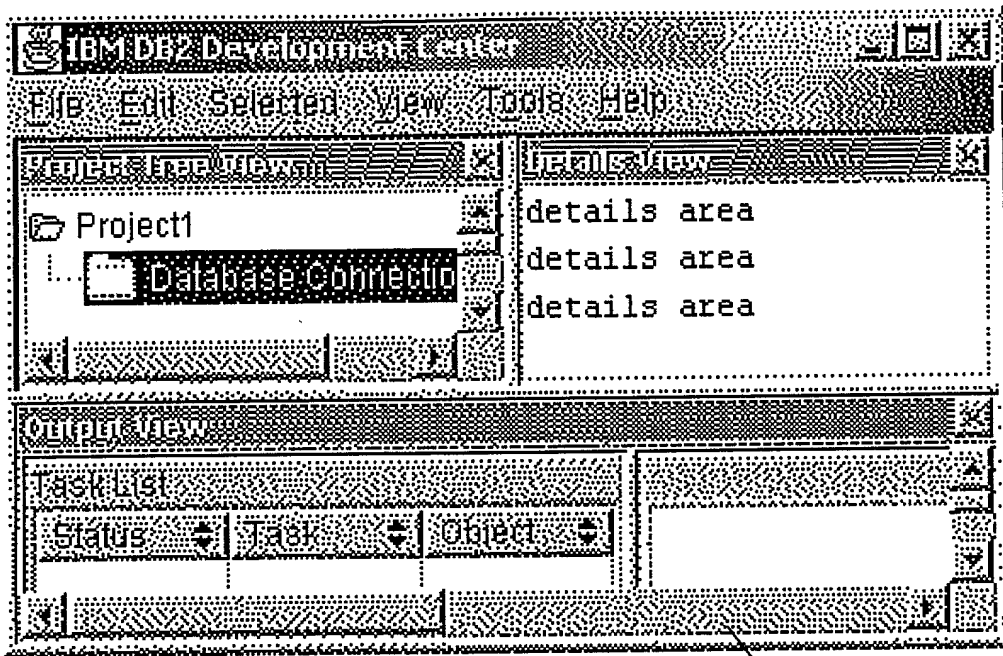 IBM DB2 Development Center
File Edit Selected View Tools Help
Project Tree View
Project1
Database Connectio
Details View
details area
details area
details area
Output View
Task List
Status Task Object